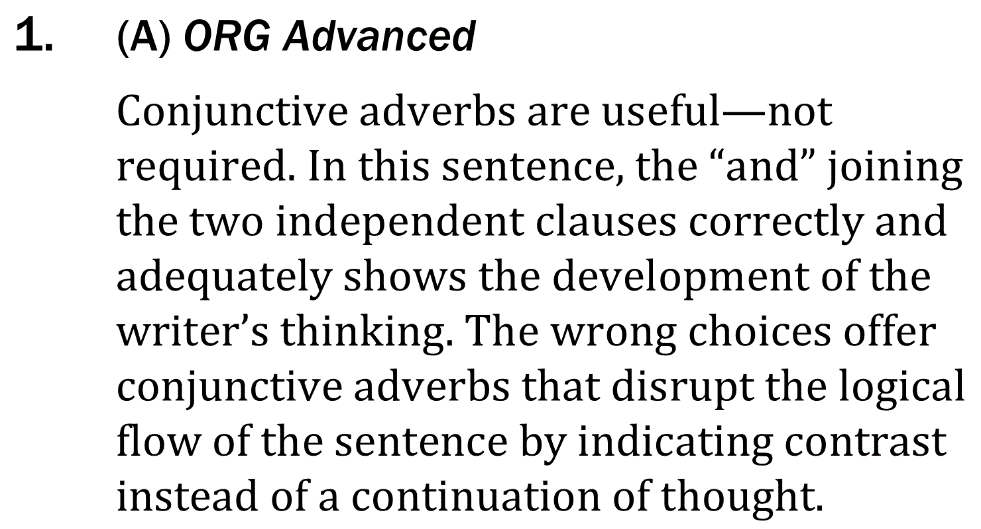 1. (A) ORG Advanced
Conjunctive adverbs are useful—not
required. In this sentence, the “and” joining
the two independent clauses correctly and
adequately shows the development of the
writer’s thinking. The wrong choices offer
conjunctive adverbs that disrupt the logical
flow of the sentence by indicating contrast
instead of a continuation of thought.